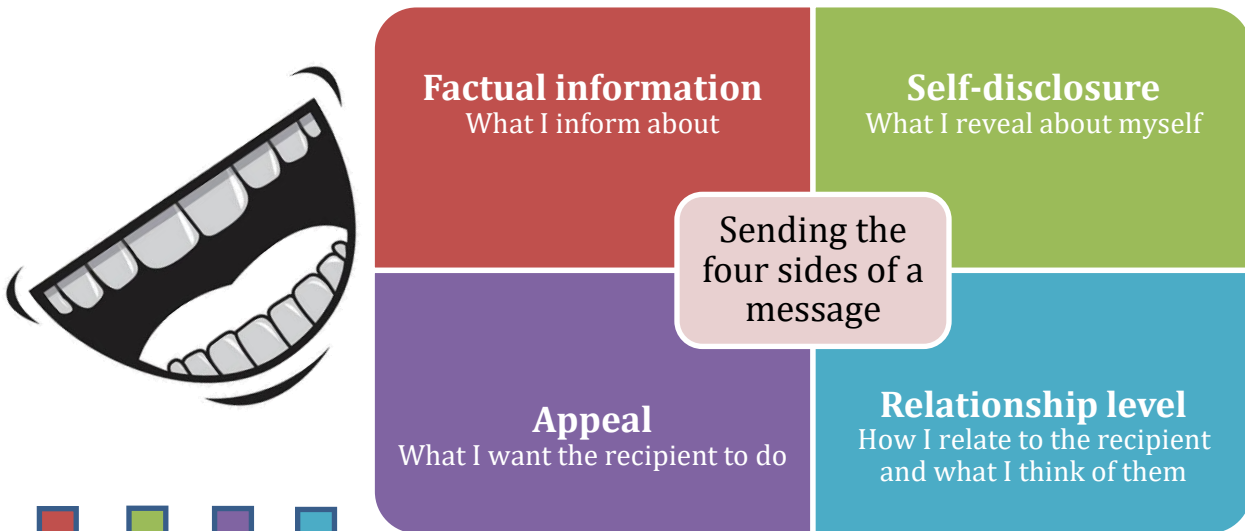 Factual information
What I inform about
Self-disclosure
What I reveal about myself
Sending the
four sides of a
message
Appeal
What I want the recipient to do
Relationship level
How I relate to the recipient
and what I think of them